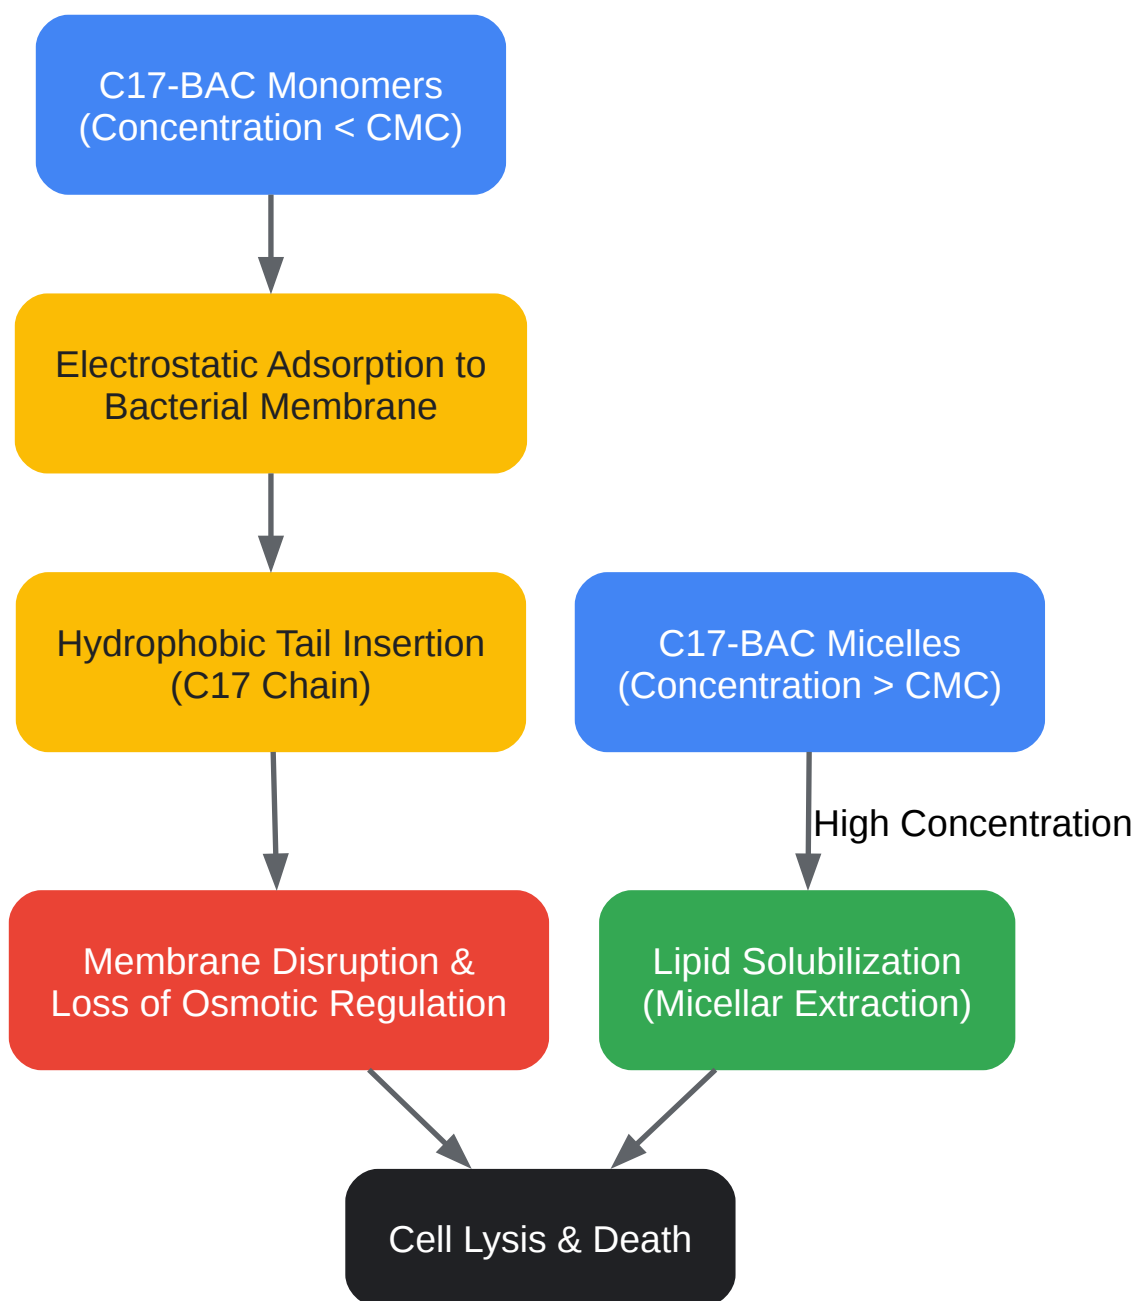 C17-BAC Monomers
(Concentration < CMC)
Electrostatic Adsorption to
Bacterial Membrane
Hydrophobic Tail Insertion
(C17 Chain)
C17-BAC Micelles
(Concentration > CMC)
High Concentration
Membrane Disruption &
Loss of Osmotic Regulation
Lipid Solubilization
(Micellar Extraction)
Cell Lysis & Death